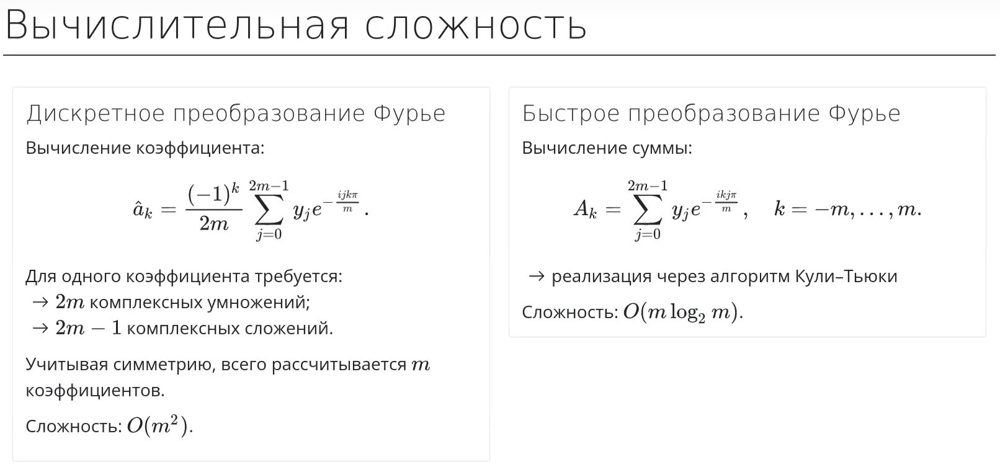 Вычислительная сложность
Дискретное преобразование Фурье
Вычисление коэффициента:
$\hat{a}_k = \frac{(-1)^k}{2m} \sum_{j=0}^{2m-1} y_j e^{-\frac{ijk\pi}{m}}.$
Для одного коэффициента требуется:
→ $2m$ комплексных умножений;
→ $2m - 1$ комплексных сложений.
Учитывая симметрию, всего рассчитывается $m$
коэффициентов.
Сложность: $O(m^2)$.
Быстрое преобразование Фурье
Вычисление суммы:
$A_k = \sum_{j=0}^{2m-1} y_j e^{-\frac{ikj\pi}{m}}, \quad k = -m, \ldots, m.$
→ реализация через алгоритм Кули–Тьюки
Сложность: $O(m \log_2 m)$.